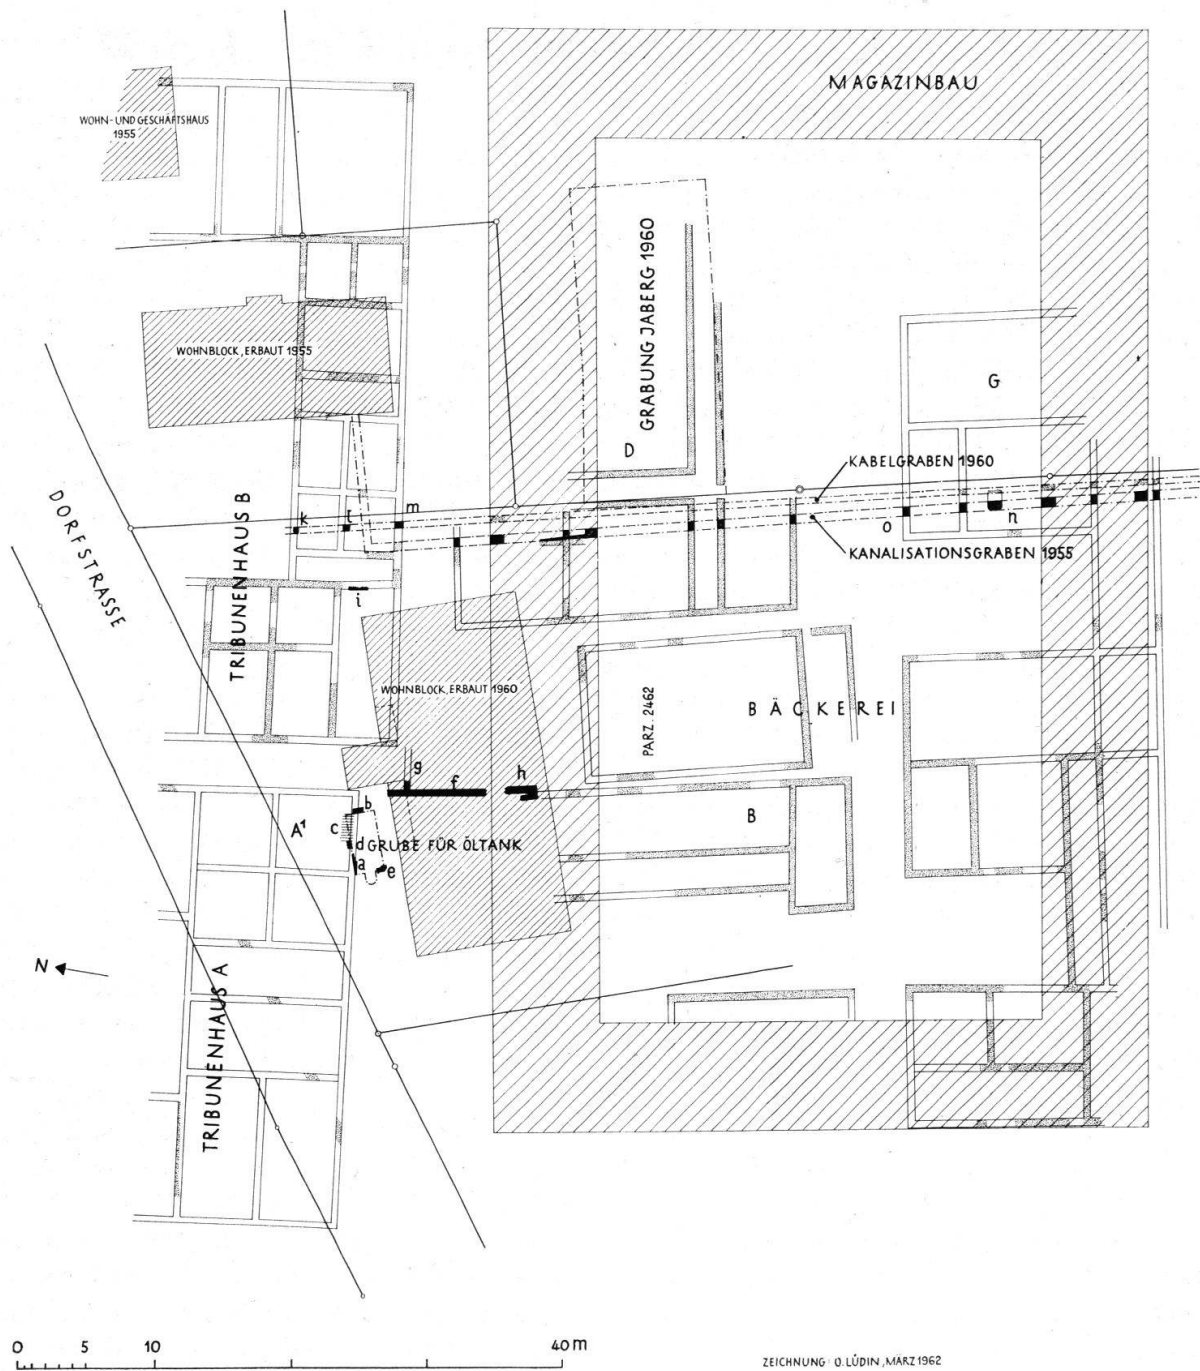 MAGAZINBAU
WOHN- UND GESCHÄFTSHAUS
1955
GRABUNG JABERG 1960
WOHNBLOCK, ERBAUT 1955
G
D
KABELGRABEN 1960
DORFSTRASSE
TRIBUNENHAUS B
k
l
m
o
n
KANALISATIONSGRABEN 1955
i
WOHNBLOCK, ERBAUT 1960
PARZ. 2462
BÄCKEREI
g
f
h
b
A¹
c
d
GRUBE FÜR ÖLTANK
a
e
B
N
TRIBUNENHAUS A
0 5 10 40 m
ZEICHNUNG: O. LÜDIN, MÄRZ 1962